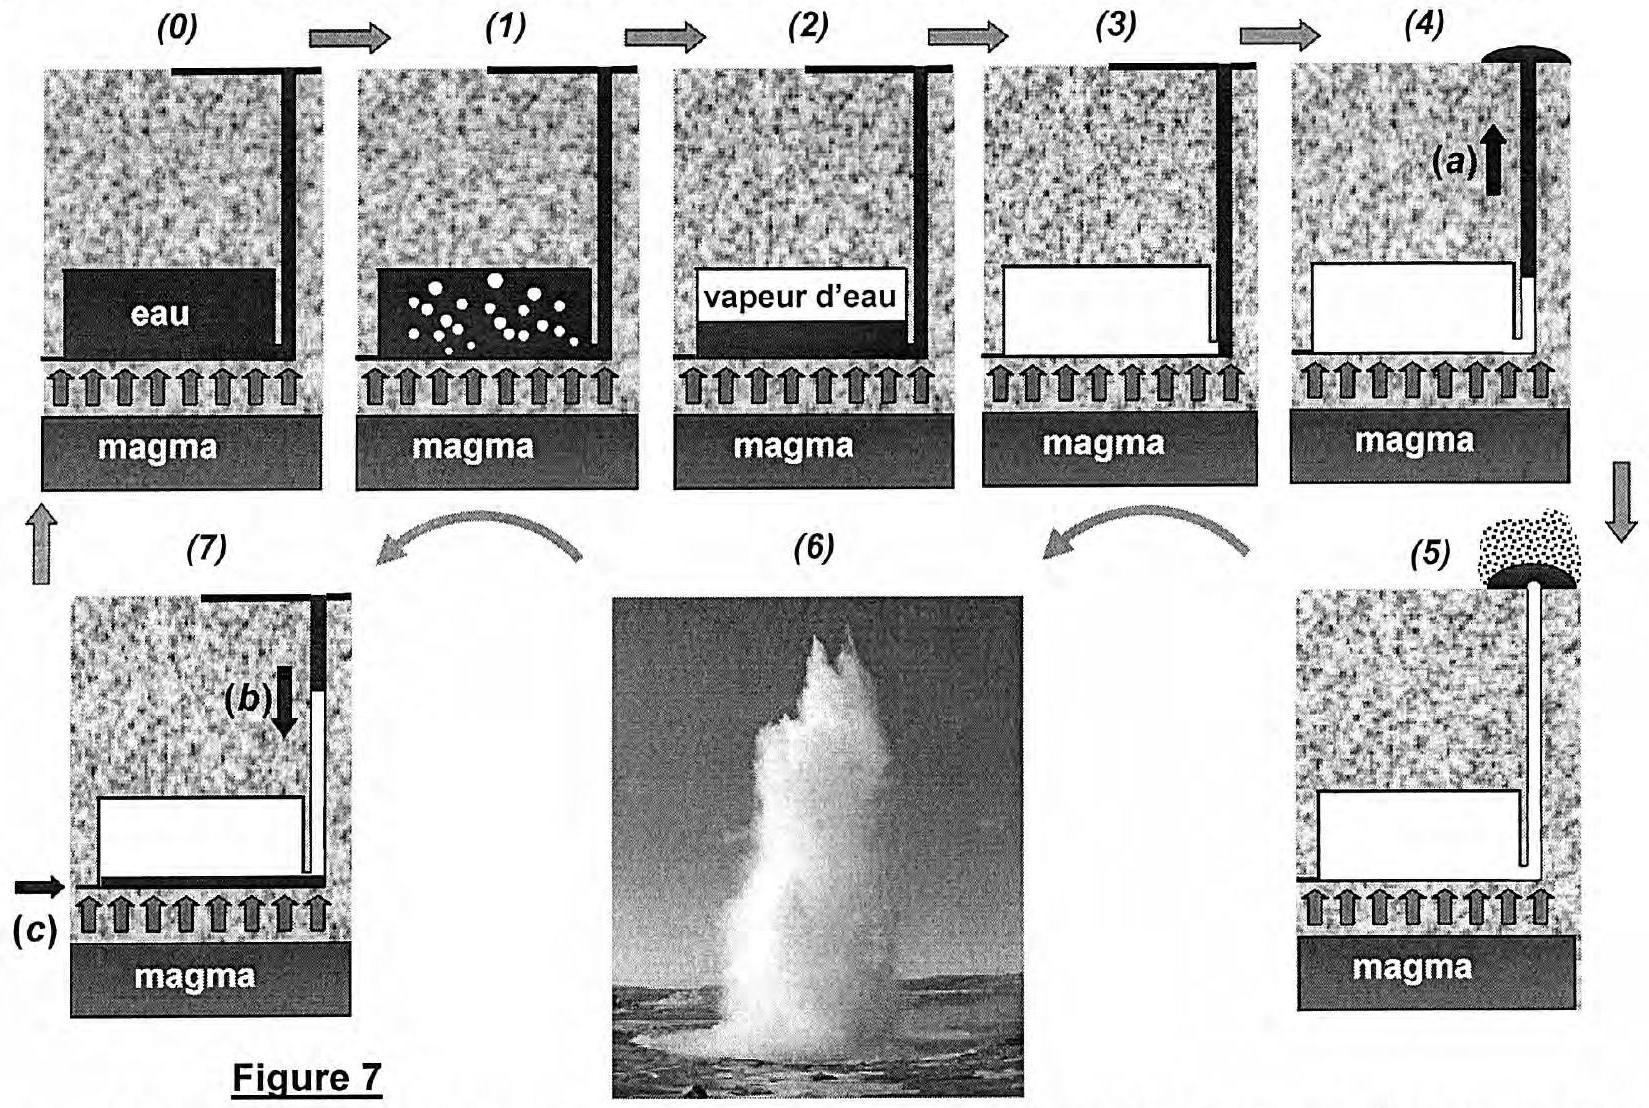 (0)
(1)
(2)
(3)
(4)
eau
vapeur d'eau
(a)
magma
magma
magma
magma
magma
(7)
(6)
(5)
(b)
(c)
magma
magma
Figure 7